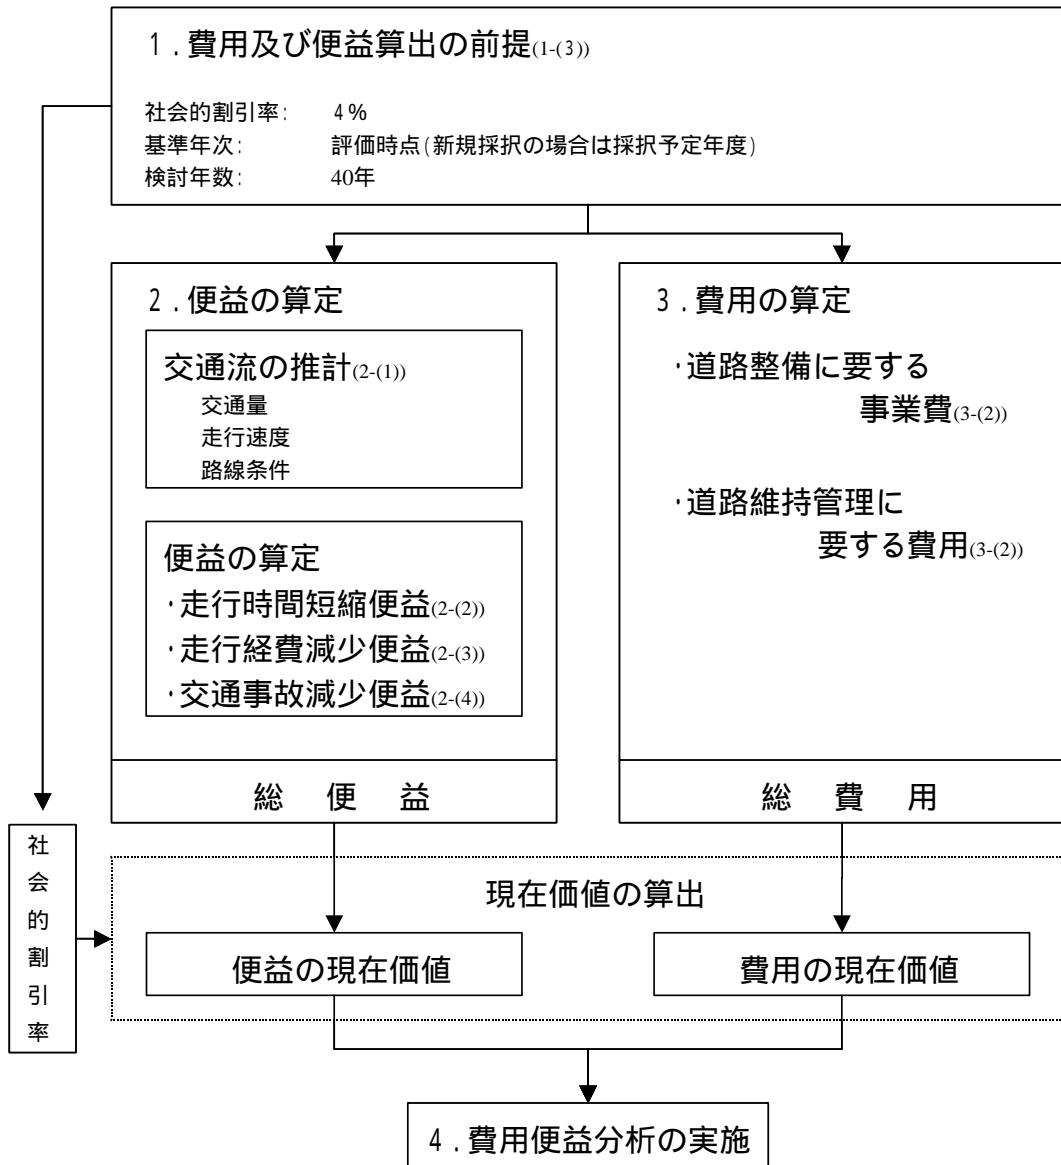 1．費用及び便益算出の前提(1-(3))
社会的割引率： 4％
基準年次： 評価時点（新規採択の場合は採択予定年度）
検討年数： 40年
2．便益の算定
交通流の推計(2-(1))
交通量
走行速度
路線条件
便益の算定
・走行時間短縮便益(2-(2))
・走行経費減少便益(2-(3))
・交通事故減少便益(2-(4))
総 便 益
3．費用の算定
・道路整備に要する
事業費(3-(2))
・道路維持管理に
要する費用(3-(2))
総 費 用
社
会
的
割
引
率
現在価値の算出
便益の現在価値
費用の現在価値
4．費用便益分析の実施